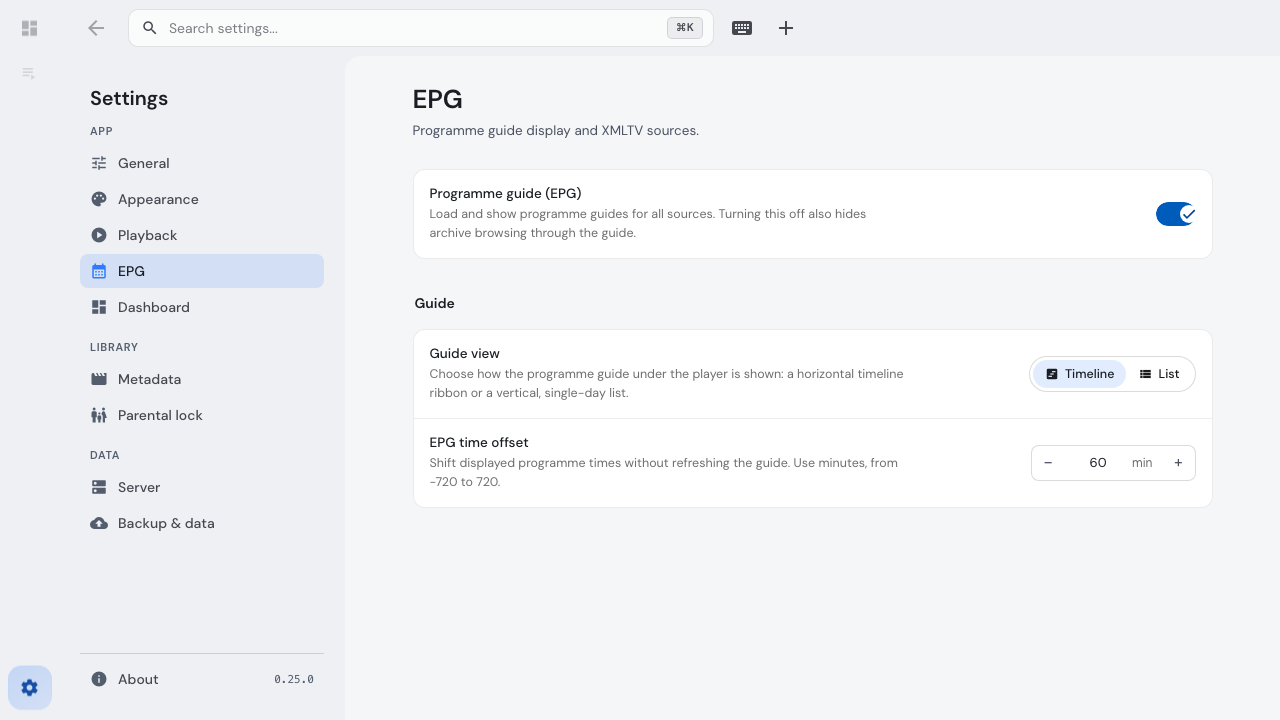 Search settings...
⌘K
Settings
APP
General
Appearance
Playback
EPG
Dashboard
LIBRARY
Metadata
Parental lock
DATA
Server
Backup & data
About
0.25.0
EPG
Programme guide display and XMLTV sources.
Programme guide (EPG)
Load and show programme guides for all sources. Turning this off also hides
archive browsing through the guide.
Guide
Guide view
Choose how the programme guide under the player is shown: a horizontal timeline
ribbon or a vertical, single-day list.
Timeline
List
EPG time offset
Shift displayed programme times without refreshing the guide. Use minutes, from
-720 to 720.
− 60 min +